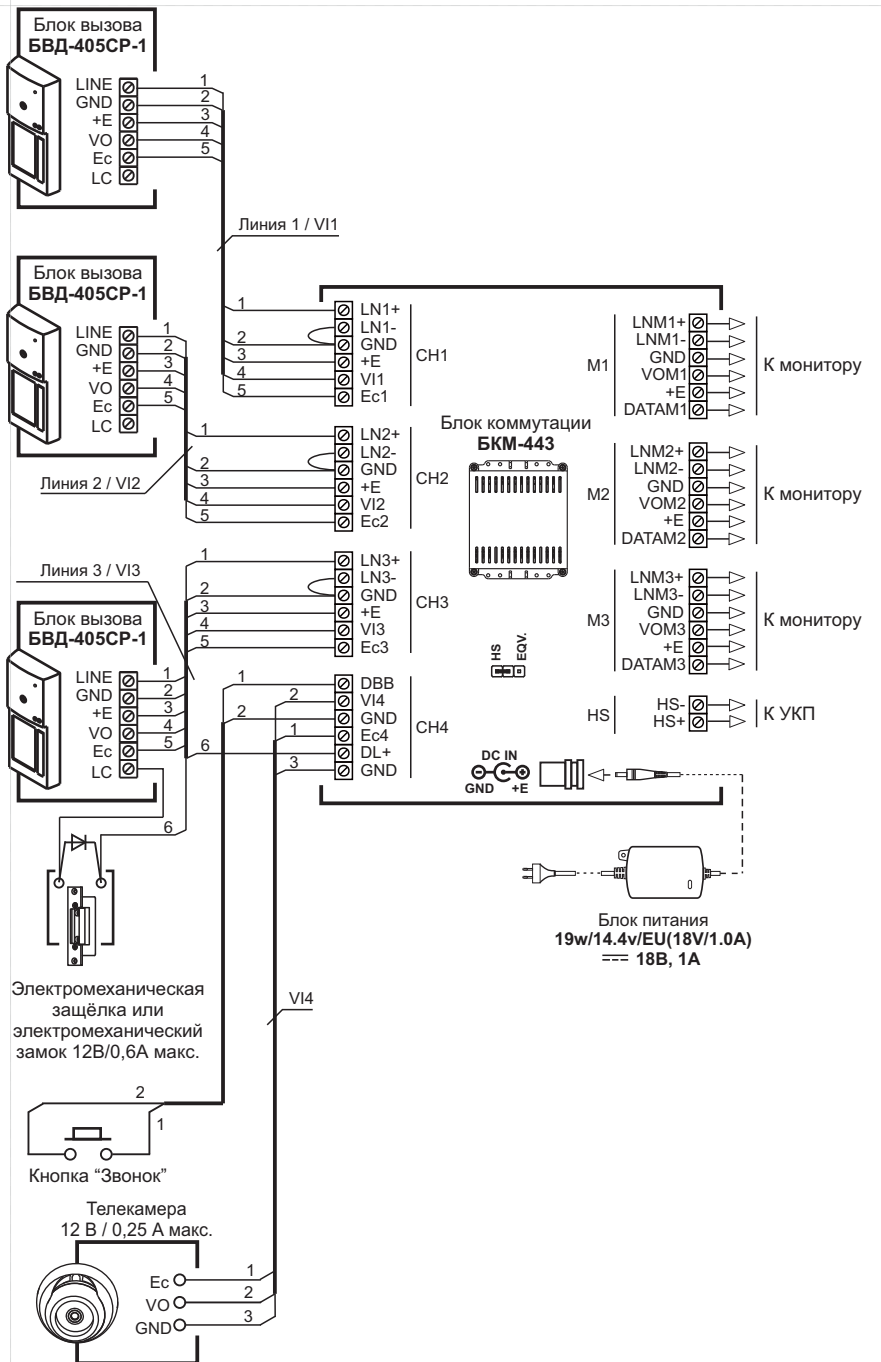 Блок вызова
БВД-405CP-1
LINE
GND
+E
VO
Ec
LC
1
2
3
4
5
Линия 1 / VI1
Блок вызова
БВД-405CP-1
LINE
GND
+E
VO
Ec
LC
1
2
3
4
5
Линия 2 / VI2
Линия 3 / VI3
Блок вызова
БВД-405CP-1
LINE
GND
+E
VO
Ec
LC
1
2
3
4
5
6
Электромеханическая
защёлка или
электромеханический
замок 12В/0,6А макс.
1
2
3
4
5
LN1+
LN1-
GND
+E
VI1
Ec1
CH1
1
2
3
4
5
LN2+
LN2-
GND
+E
VI2
Ec2
CH2
1
2
3
4
5
LN3+
LN3-
GND
+E
VI3
Ec3
CH3
1
2
2
1
6
3
DBB
VI4
GND
Ec4
DL+
GND
CH4
Блок коммутации
БКМ-443
HS
EQV.
M1
LNM1+
LNM1-
GND
VOM1
+E
DATAM1
К монитору
M2
LNM2+
LNM2-
GND
VOM2
+E
DATAM2
К монитору
M3
LNM3+
LNM3-
GND
VOM3
+E
DATAM3
К монитору
HS
HS-
HS+
К УКП
DC IN
GND
+E
Блок питания
19w/14.4v/EU(18V/1.0A)
18В, 1А
VI4
2
1
Кнопка “Звонок”
Телекамера
12 В / 0,25 А макс.
Ec
VO
GND
1
2
3